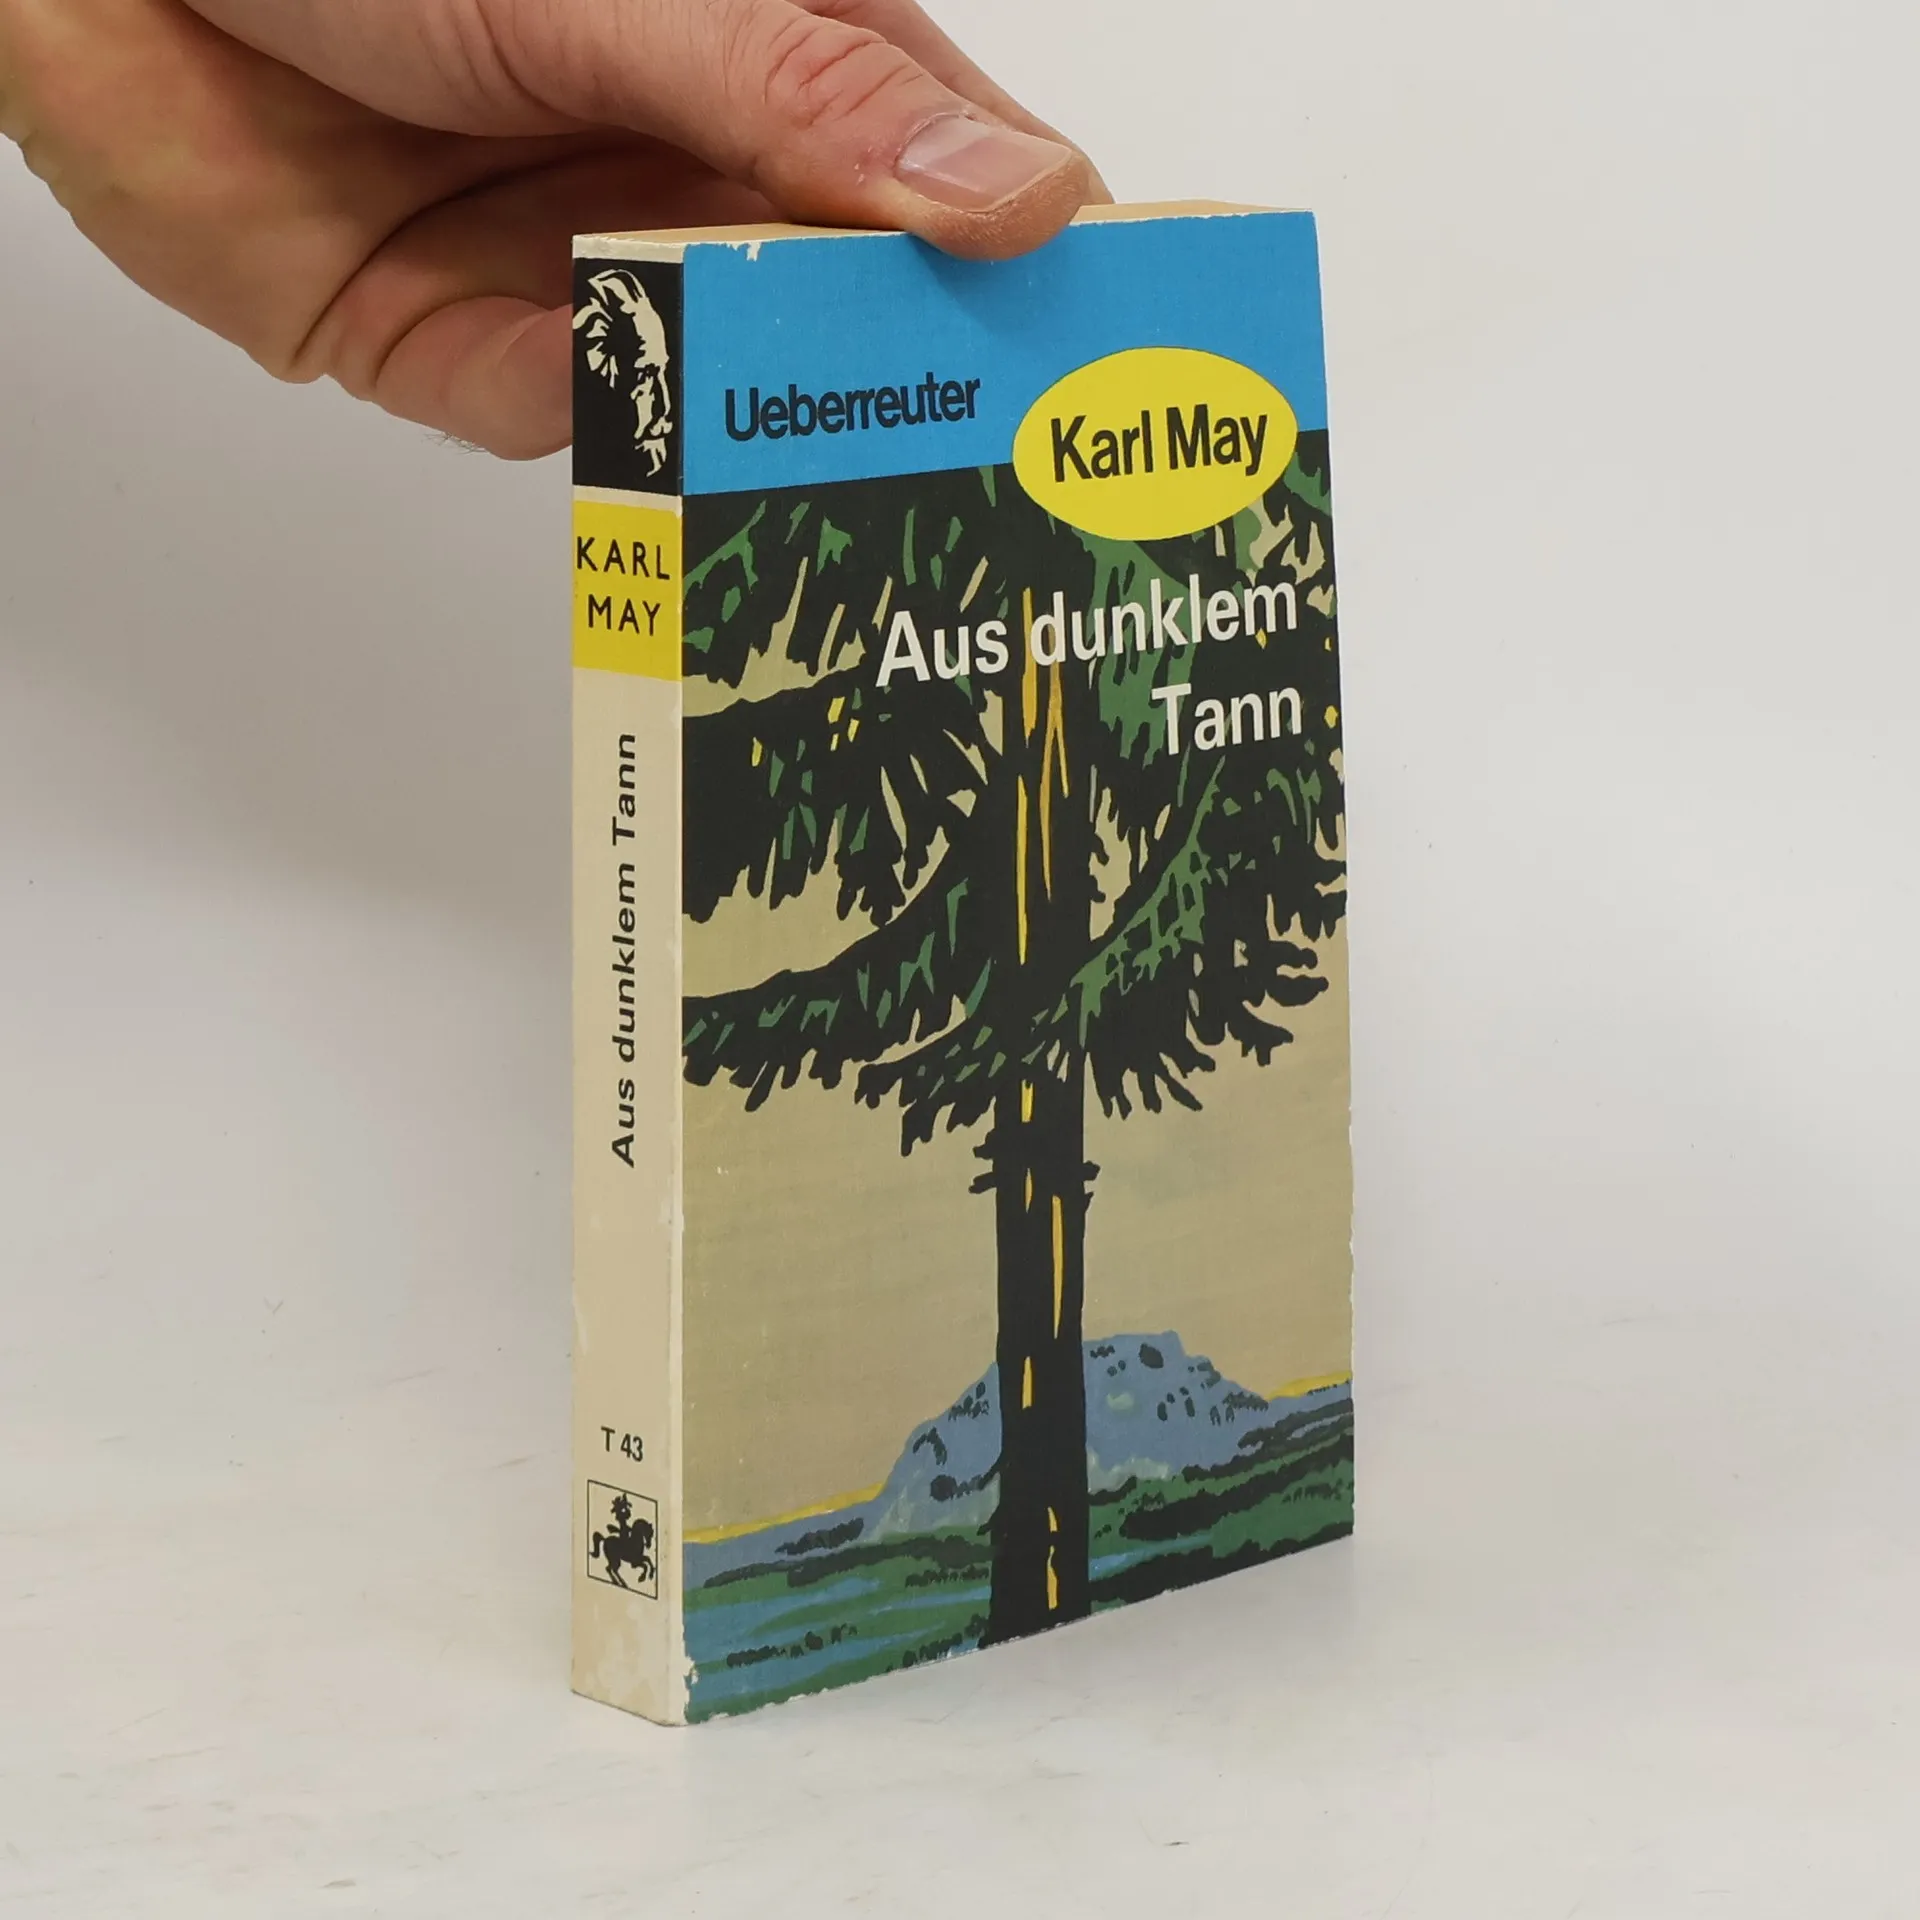 Ueberreuter
Karl May
Aus dunklem
Tann
KARL
MAY
Aus dunklem Tann
T 43